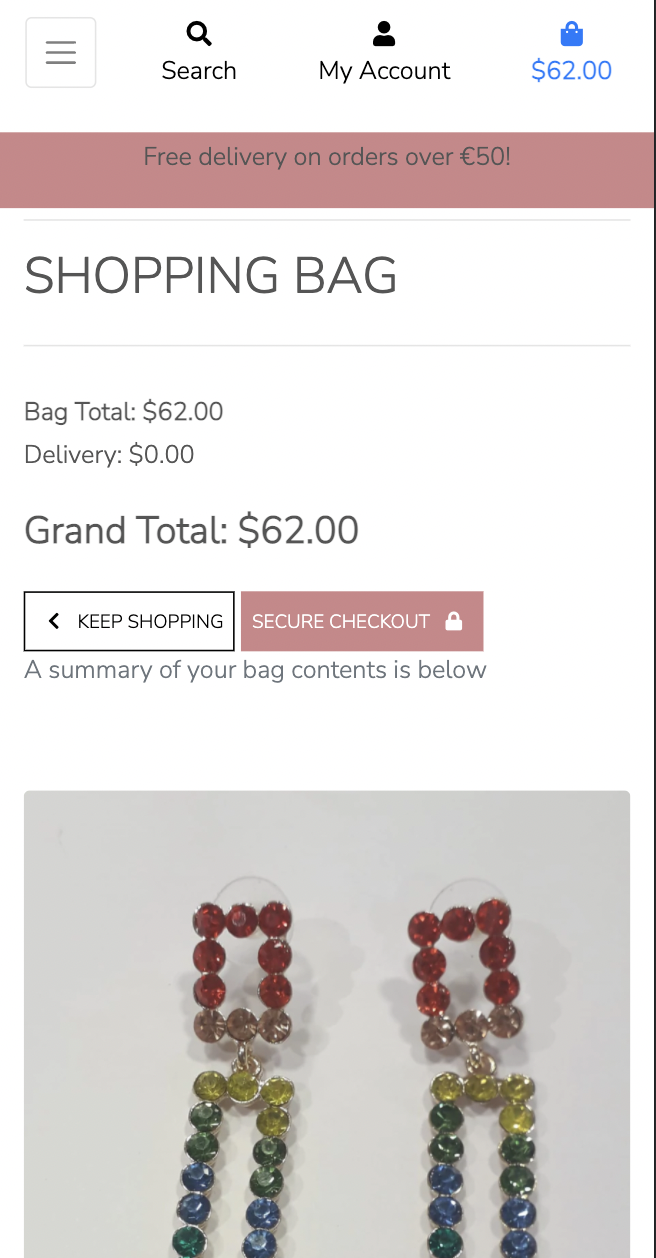 Search
My Account
$62.00
Free delivery on orders over €50!
SHOPPING BAG
Bag Total: $62.00
Delivery: $0.00
Grand Total: $62.00
KEEP SHOPPING
SECURE CHECKOUT
A summary of your bag contents is below